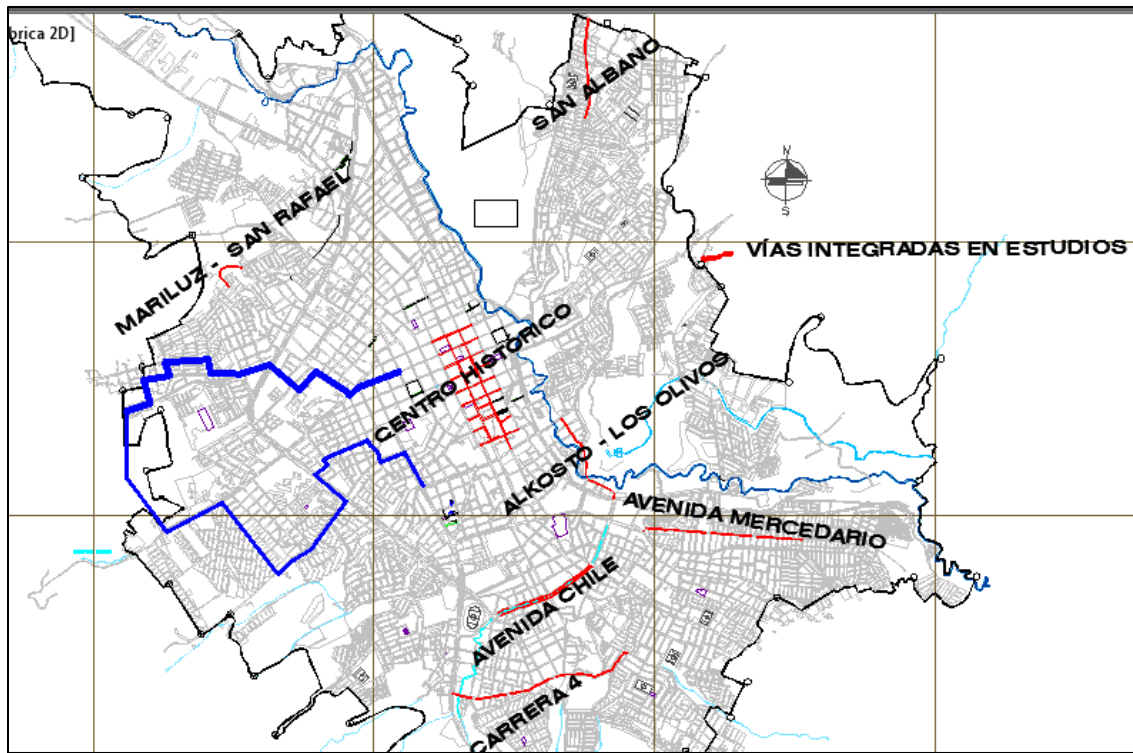 brica 2D]
SAN ALBANO
N
S
MARILUZ - SAN RAFAEL
VÍAS INTEGRADAS EN ESTUDIOS
CENTRO HISTORICO
ALKOSTO - LOS OLIVOS
AVENIDA MERCEDARIO
AVENIDA CHILE
CARRERA 4